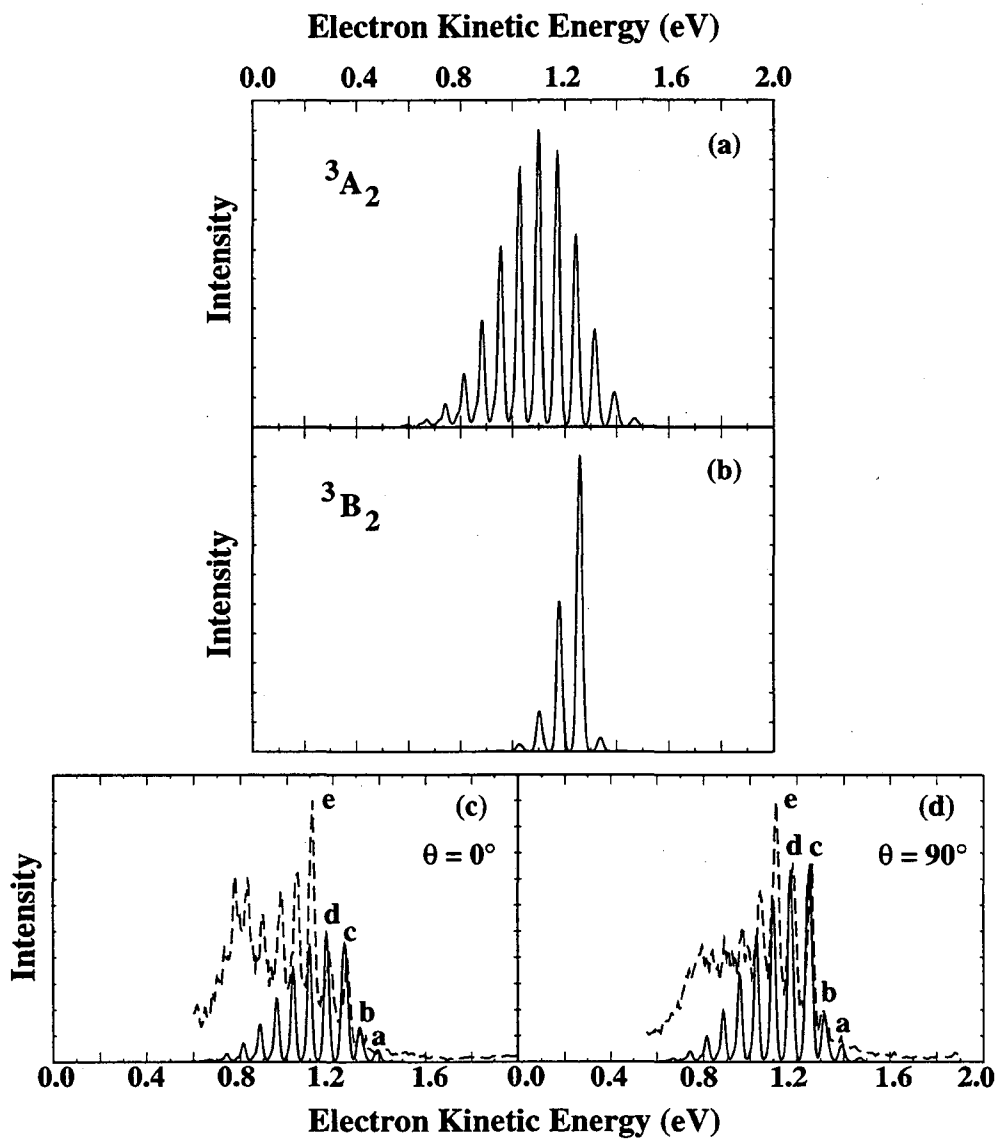 Electron Kinetic Energy (eV)
0.0 0.4 0.8 1.2 1.6 2.0
(a)
³A₂
Intensity
(b)
³B₂
Intensity
e (c)
θ = 0°
d
c
b
a
Intensity
e (d)
d c θ = 90°
b
a
0.0 0.4 0.8 1.2 1.6 0.0 0.4 0.8 1.2 1.6 2.0
Electron Kinetic Energy (eV)